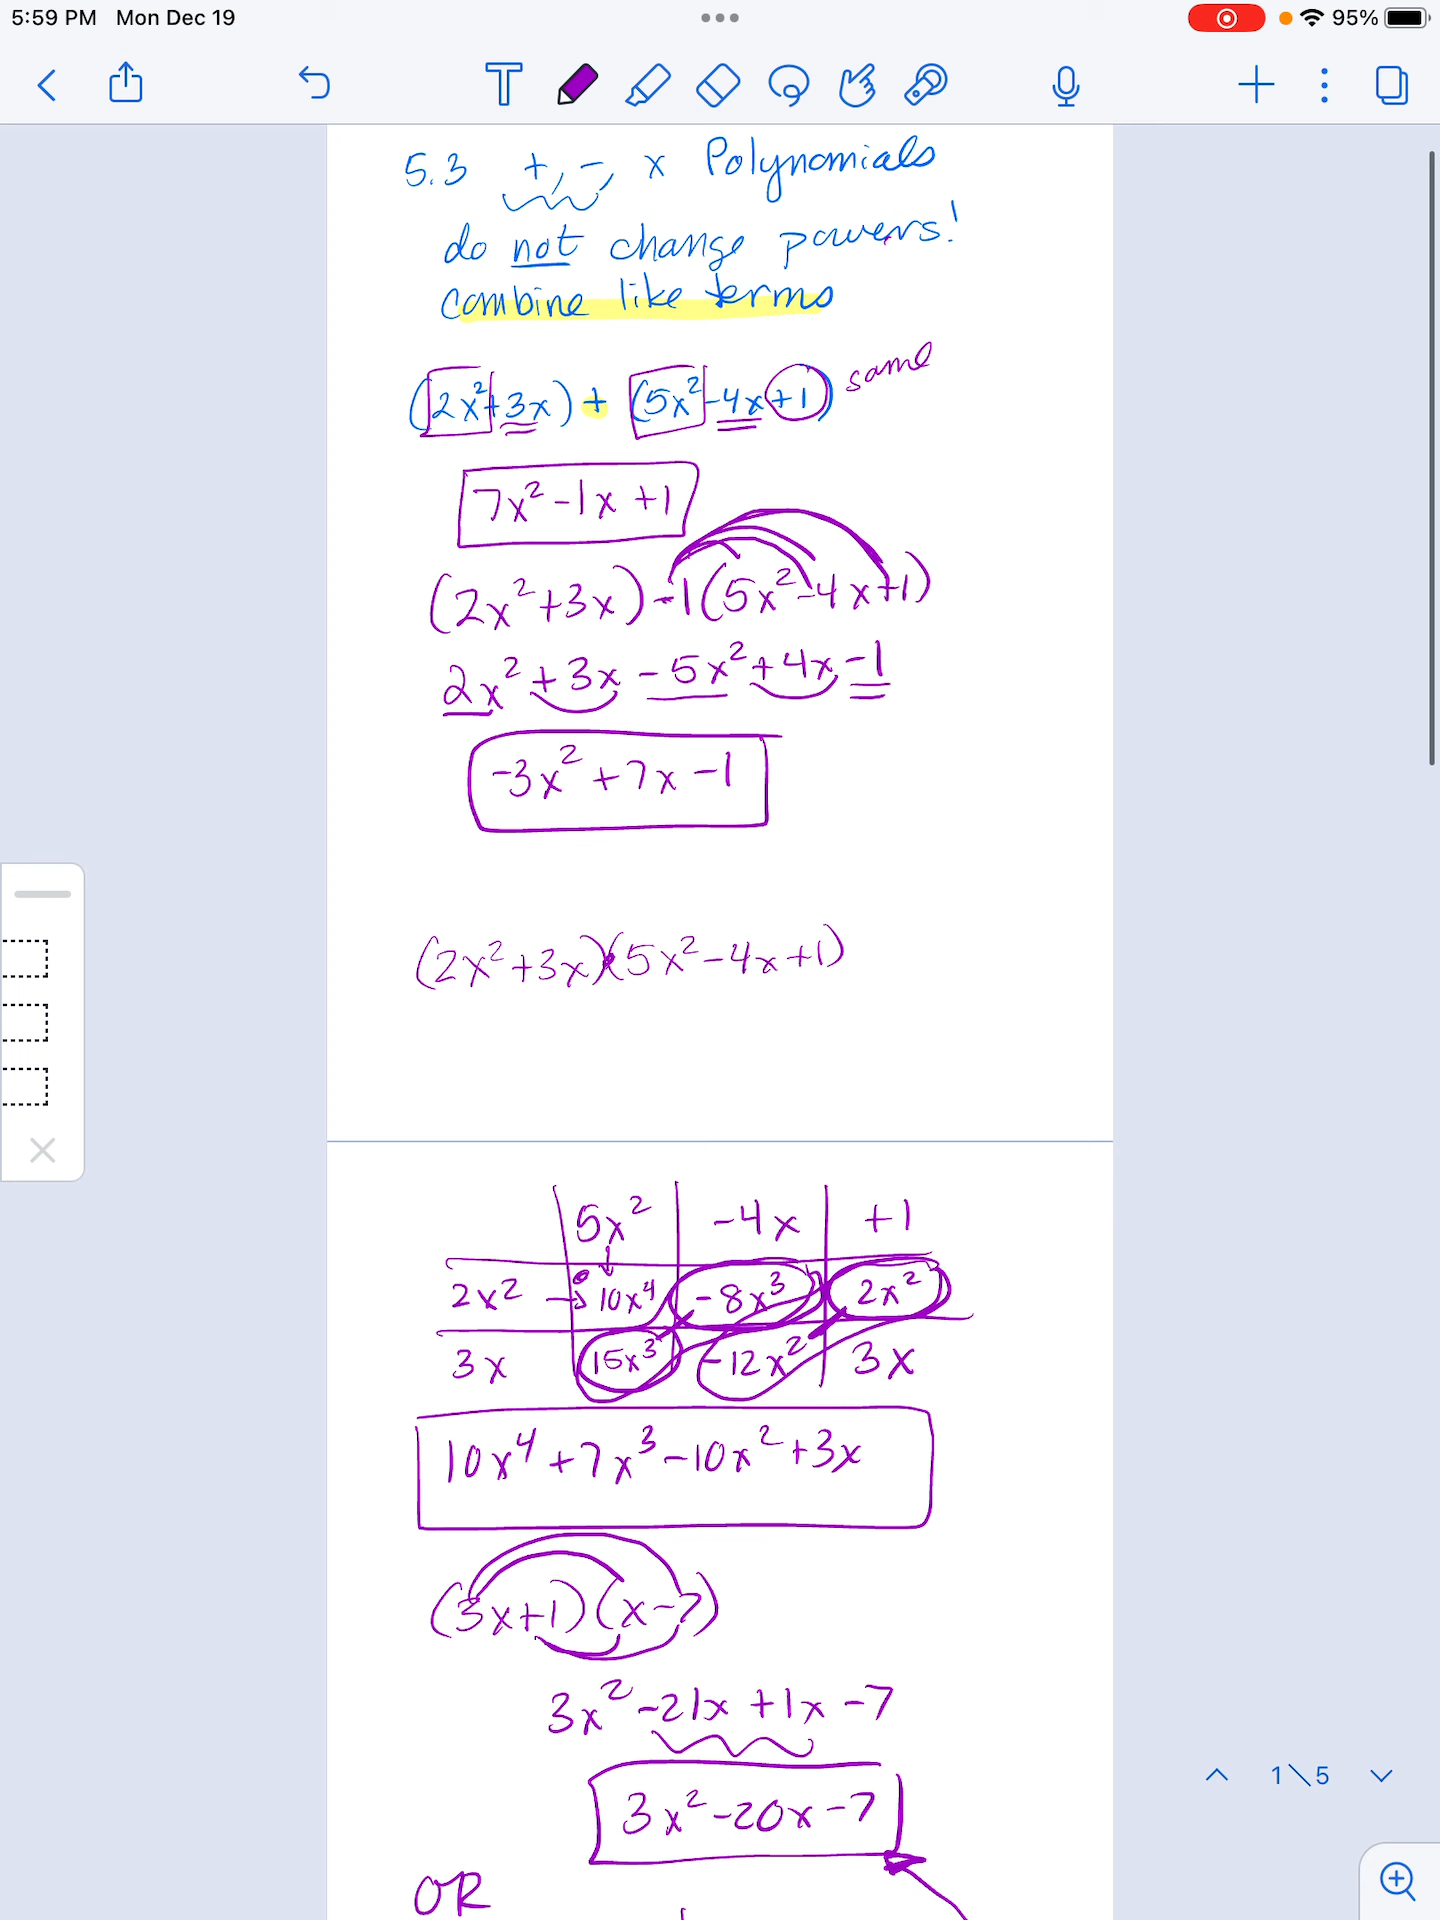 5:59 PM Mon Dec 19
95%
5.3 +, -, x Polynomials
do not change powers!
combine like terms
(2x²+3x) + (5x²-4x+1) same
7x² -1x +1
(2x²+3x) -1(5x²-4x+1)
2x² +3x -5x² +4x -1
-3x² +7x -1
(2x²+3x)(5x²-4x+1)
5x² -4x +1
2x² 10x⁴ -8x³ 2x²
3x 15x³ -12x² 3x
10x⁴ +7x³ -10x² +3x
(3x+1)(x-7)
3x² -21x +1x -7
3x² -20x -7
OR
1\5